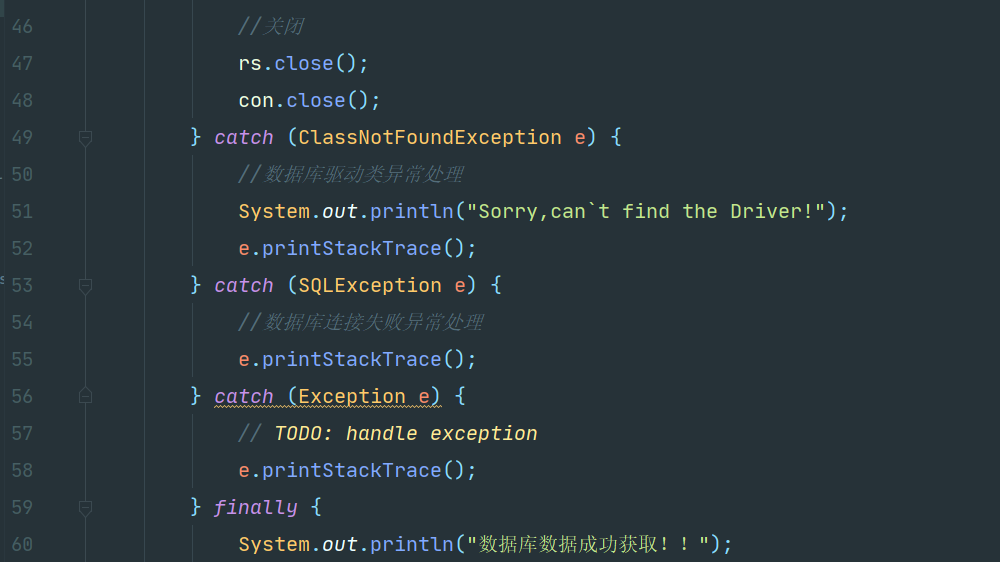 46 //关闭
47 rs.close();
48 con.close();
49 } catch (ClassNotFoundException e) {
50 //数据库驱动类异常处理
51 System.out.println("Sorry,can`t find the Driver!");
52 e.printStackTrace();
53 } catch (SQLException e) {
54 //数据库连接失败异常处理
55 e.printStackTrace();
56 } catch (Exception e) {
57 // TODO: handle exception
58 e.printStackTrace();
59 } finally {
60 System.out.println("数据库数据成功获取！！");